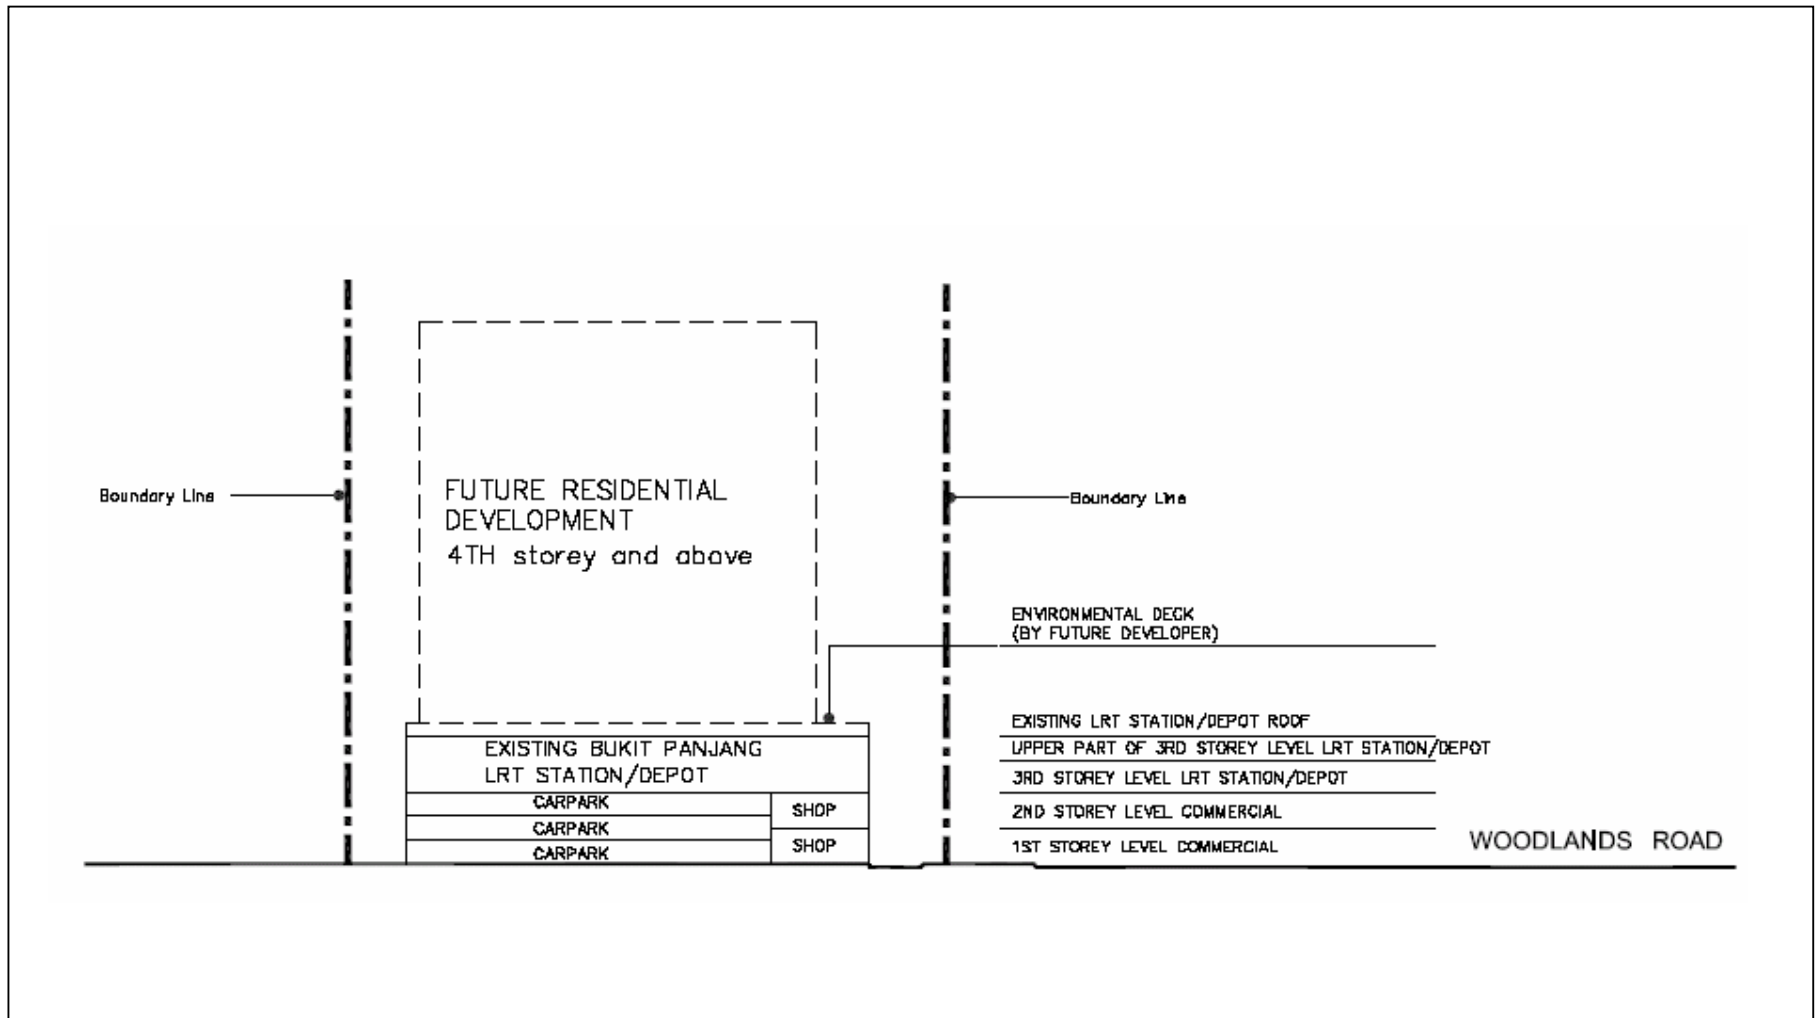 Boundary Line
FUTURE RESIDENTIAL
DEVELOPMENT
4TH storey and above
Boundary Line
ENVIRONMENTAL DECK
(BY FUTURE DEVELOPER)
EXISTING LRT STATION/DEPOT ROOF
UPPER PART OF 3RD STOREY LEVEL LRT STATION/DEPOT
3RD STOREY LEVEL LRT STATION/DEPOT
2ND STOREY LEVEL COMMERCIAL
1ST STOREY LEVEL COMMERCIAL
EXISTING BUKIT PANJANG
LRT STATION/DEPOT
CARPARK
CARPARK
CARPARK
SHOP
SHOP
WOODLANDS ROAD